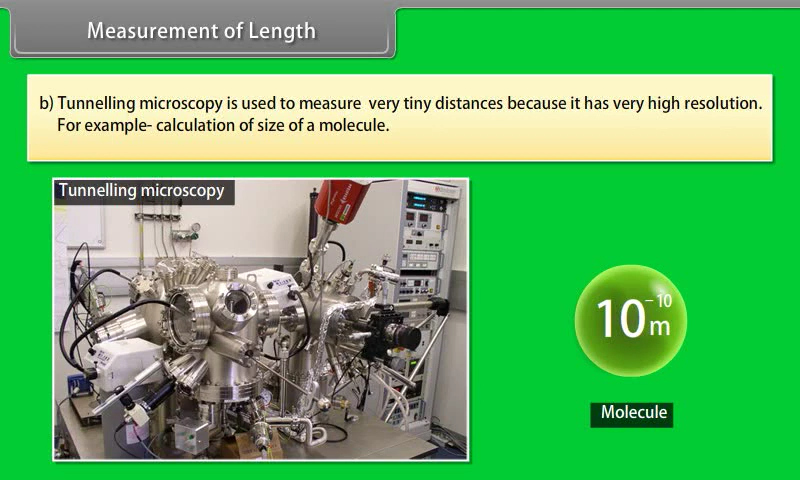 Measurement of Length
b) Tunnelling microscopy is used to measure very tiny distances because it has very high resolution.
For example- calculation of size of a molecule.
Tunnelling microscopy
10⁻¹⁰m
Molecule